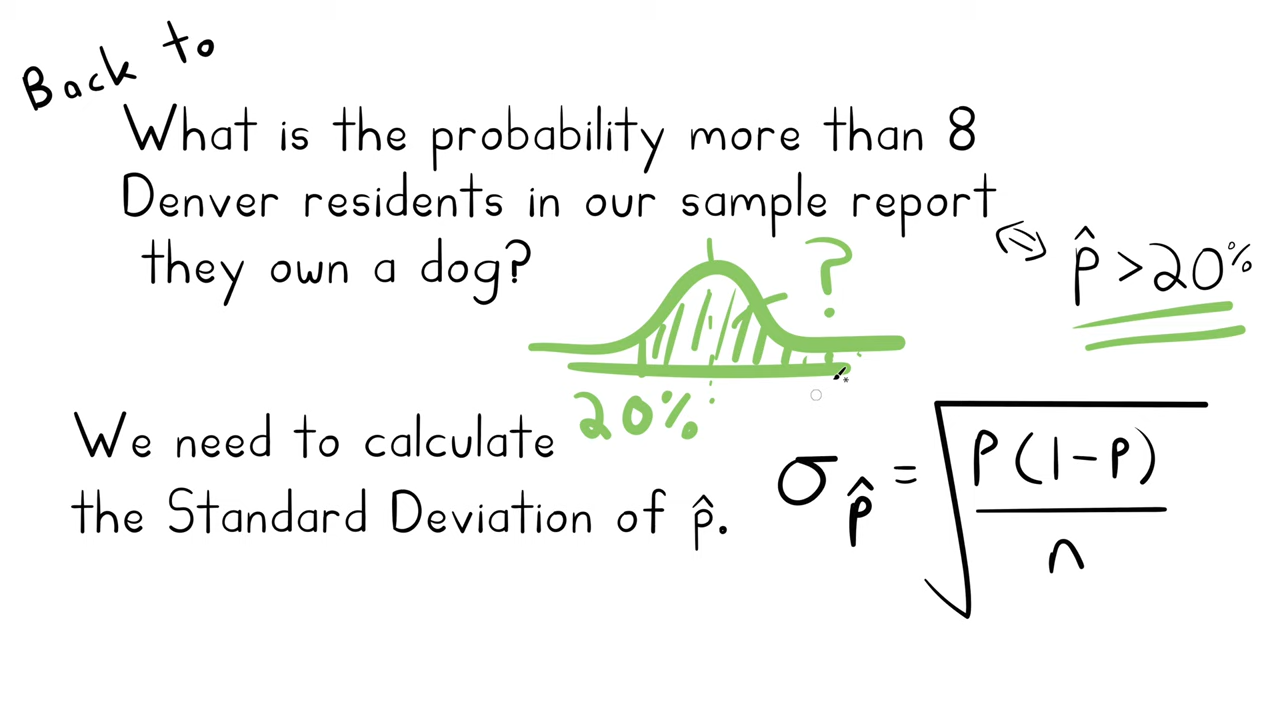 Back to
What is the probability more than 8
Denver residents in our sample report
they own a dog?
p̂ > 20%
?
20%
We need to calculate
the Standard Deviation of p̂.
σ_p̂ = √(P(1-P)/n)